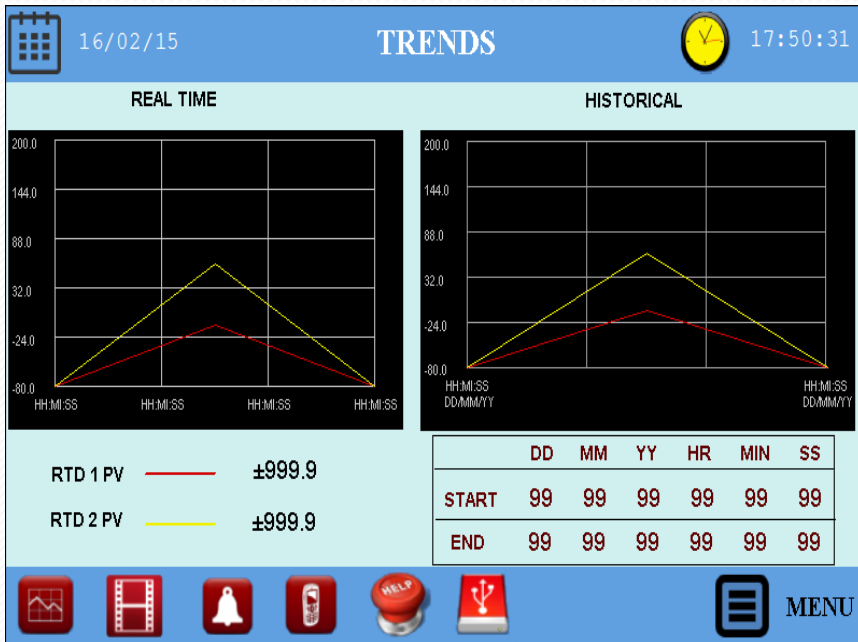 16/02/15 TRENDS 17:50:31
REAL TIME HISTORICAL
200.0
144.0
88.0
32.0
-24.0
-80.0
HH:MI:SS HH:MI:SS HH:MI:SS HH:MI:SS
200.0
144.0
88.0
32.0
-24.0
-80.0
HH:MI:SS HH:MI:SS
DD/MM/YY DD/MM/YY
RTD 1 PV ±999.9
RTD 2 PV ±999.9
DD MM YY HR MIN SS
START 99 99 99 99 99 99
END 99 99 99 99 99 99
HELP
MENU